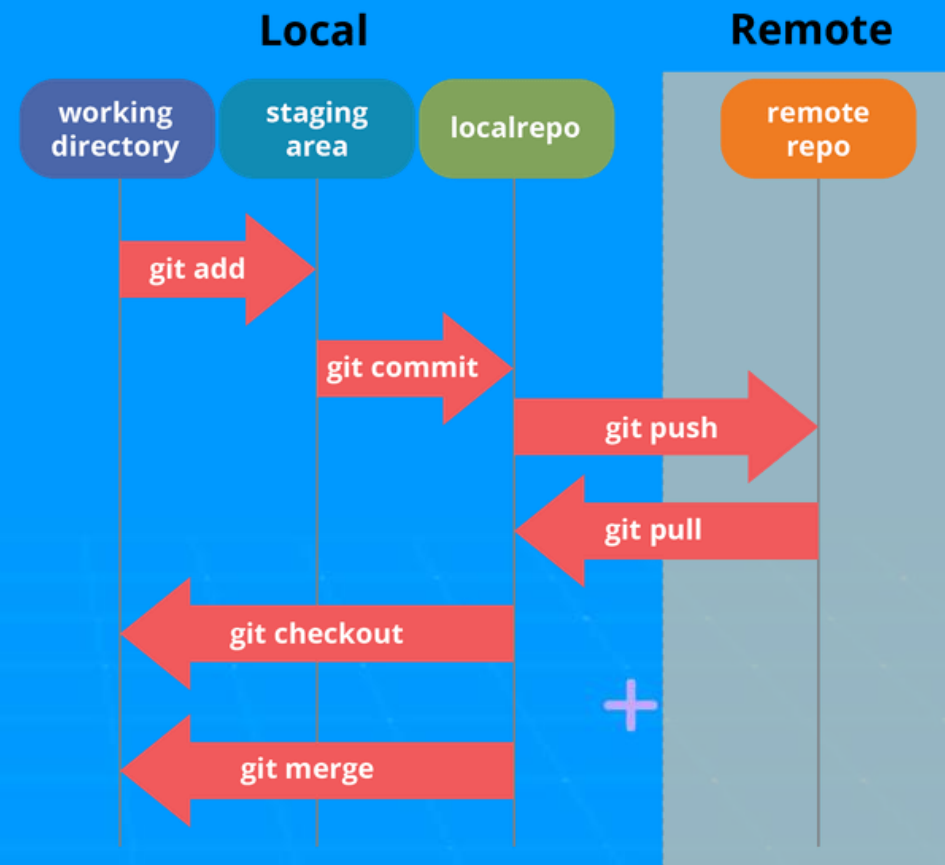 Local
Remote
working
directory
staging
area
localrepo
remote
repo
git add
git commit
git push
git pull
git checkout
git merge